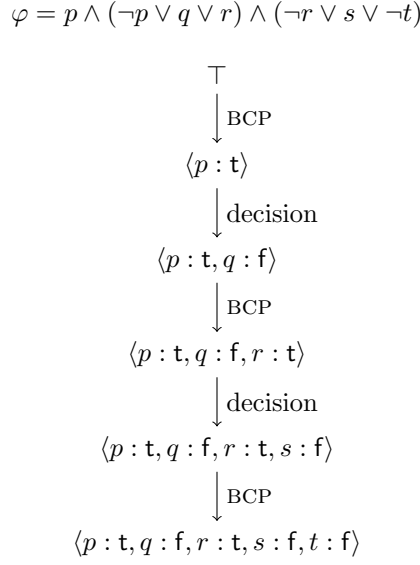 φ = p ∧ (¬p ∨ q ∨ r) ∧ (¬r ∨ s ∨ ¬t)
⊤
BCP
⟨p : t⟩
decision
⟨p : t, q : f⟩
BCP
⟨p : t, q : f, r : t⟩
decision
⟨p : t, q : f, r : t, s : f⟩
BCP
⟨p : t, q : f, r : t, s : f, t : f⟩